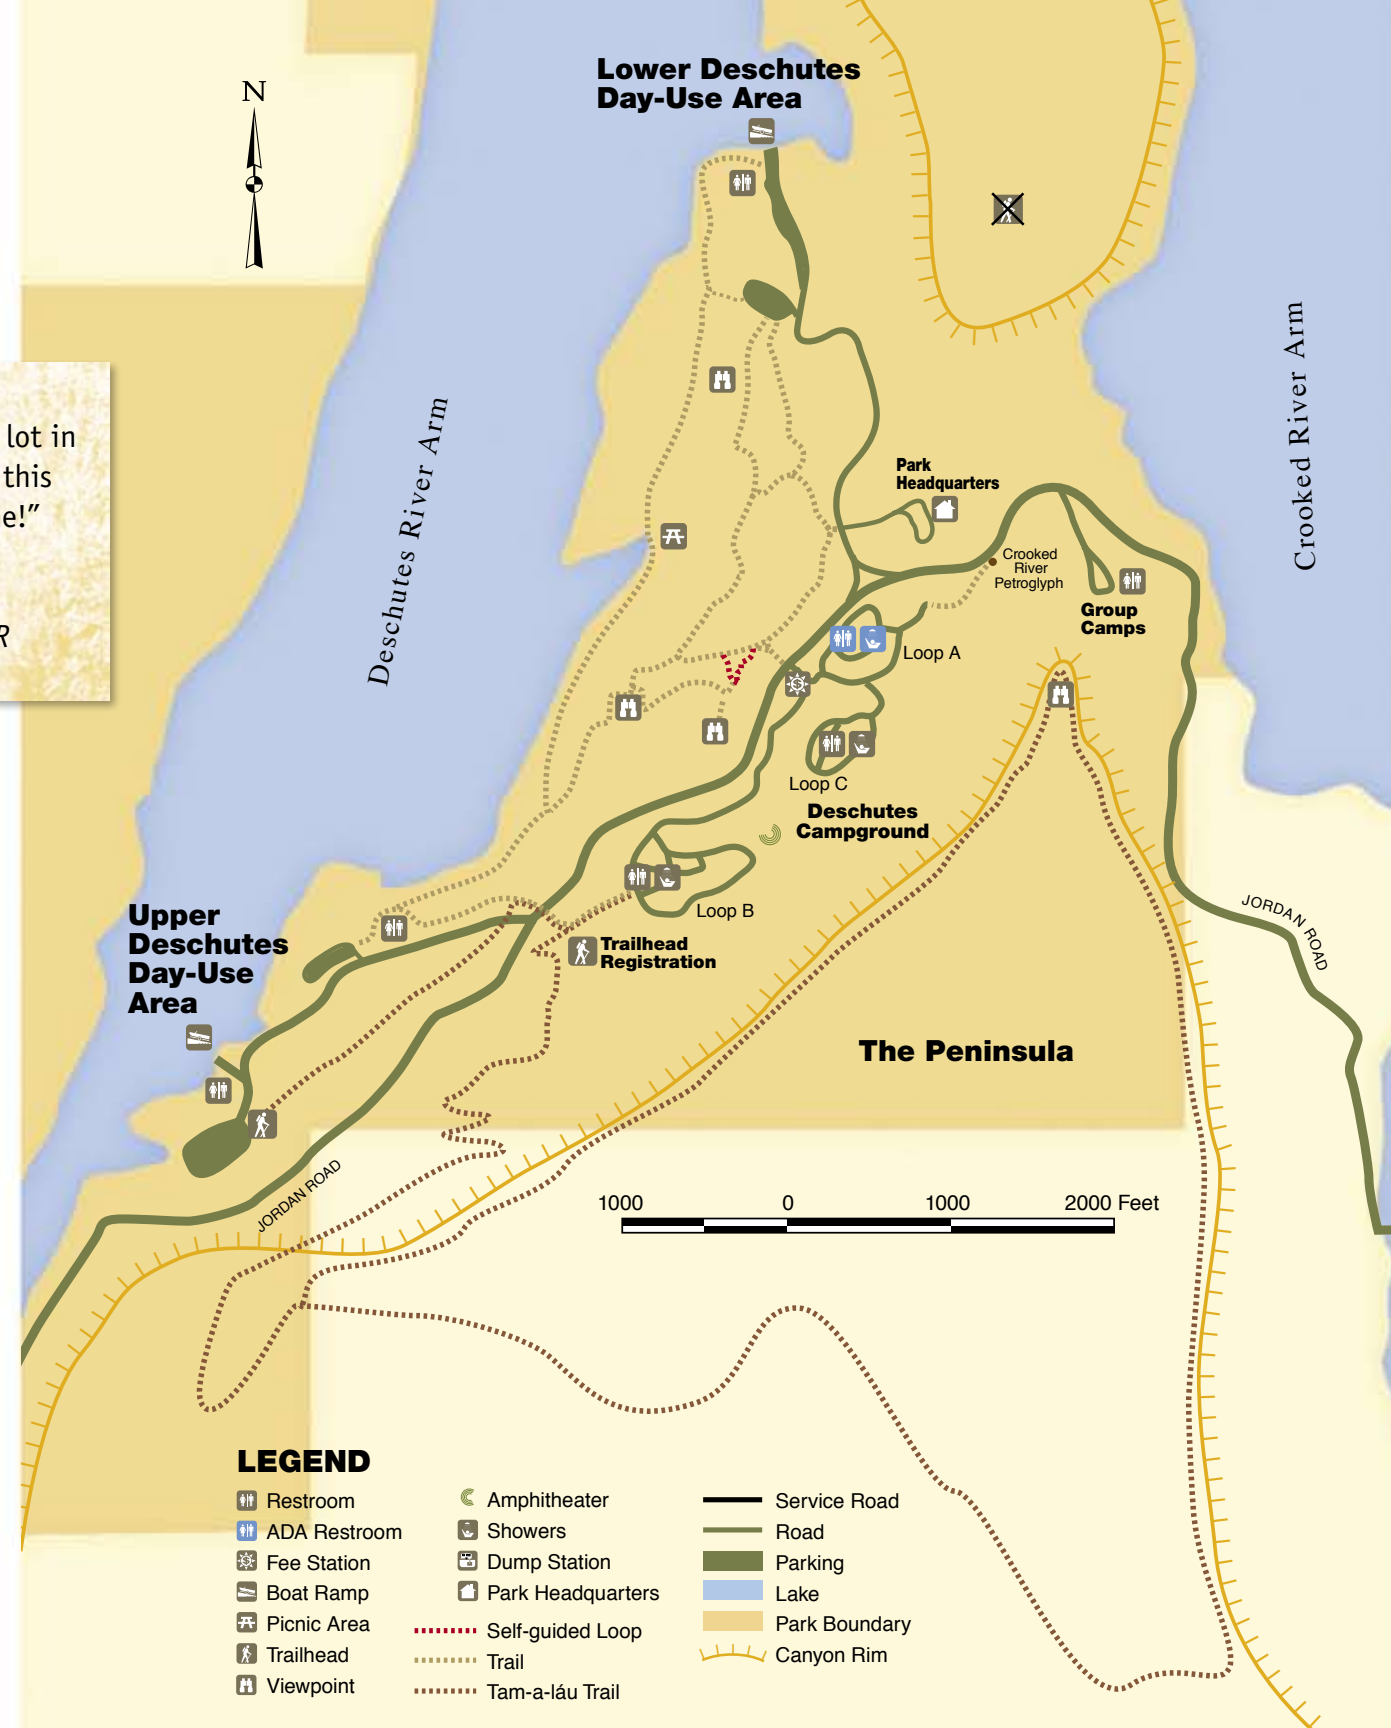 N
Lower Deschutes
Day-Use Area
lot in
this
e!”
R
Deschutes River Arm
Crooked River Arm
Park
Headquarters
Crooked
River
Petroglyph
Group
Camps
Loop A
Loop C
Deschutes
Campground
Loop B
Trailhead
Registration
Upper
Deschutes
Day-Use
Area
JORDAN ROAD
The Peninsula
JORDAN ROAD
1000 0 1000 2000 Feet
LEGEND
Restroom
ADA Restroom
Fee Station
Boat Ramp
Picnic Area
Trailhead
Viewpoint
Amphitheater
Showers
Dump Station
Park Headquarters
Self-guided Loop
Trail
Tam-a-láu Trail
Service Road
Road
Parking
Lake
Park Boundary
Canyon Rim